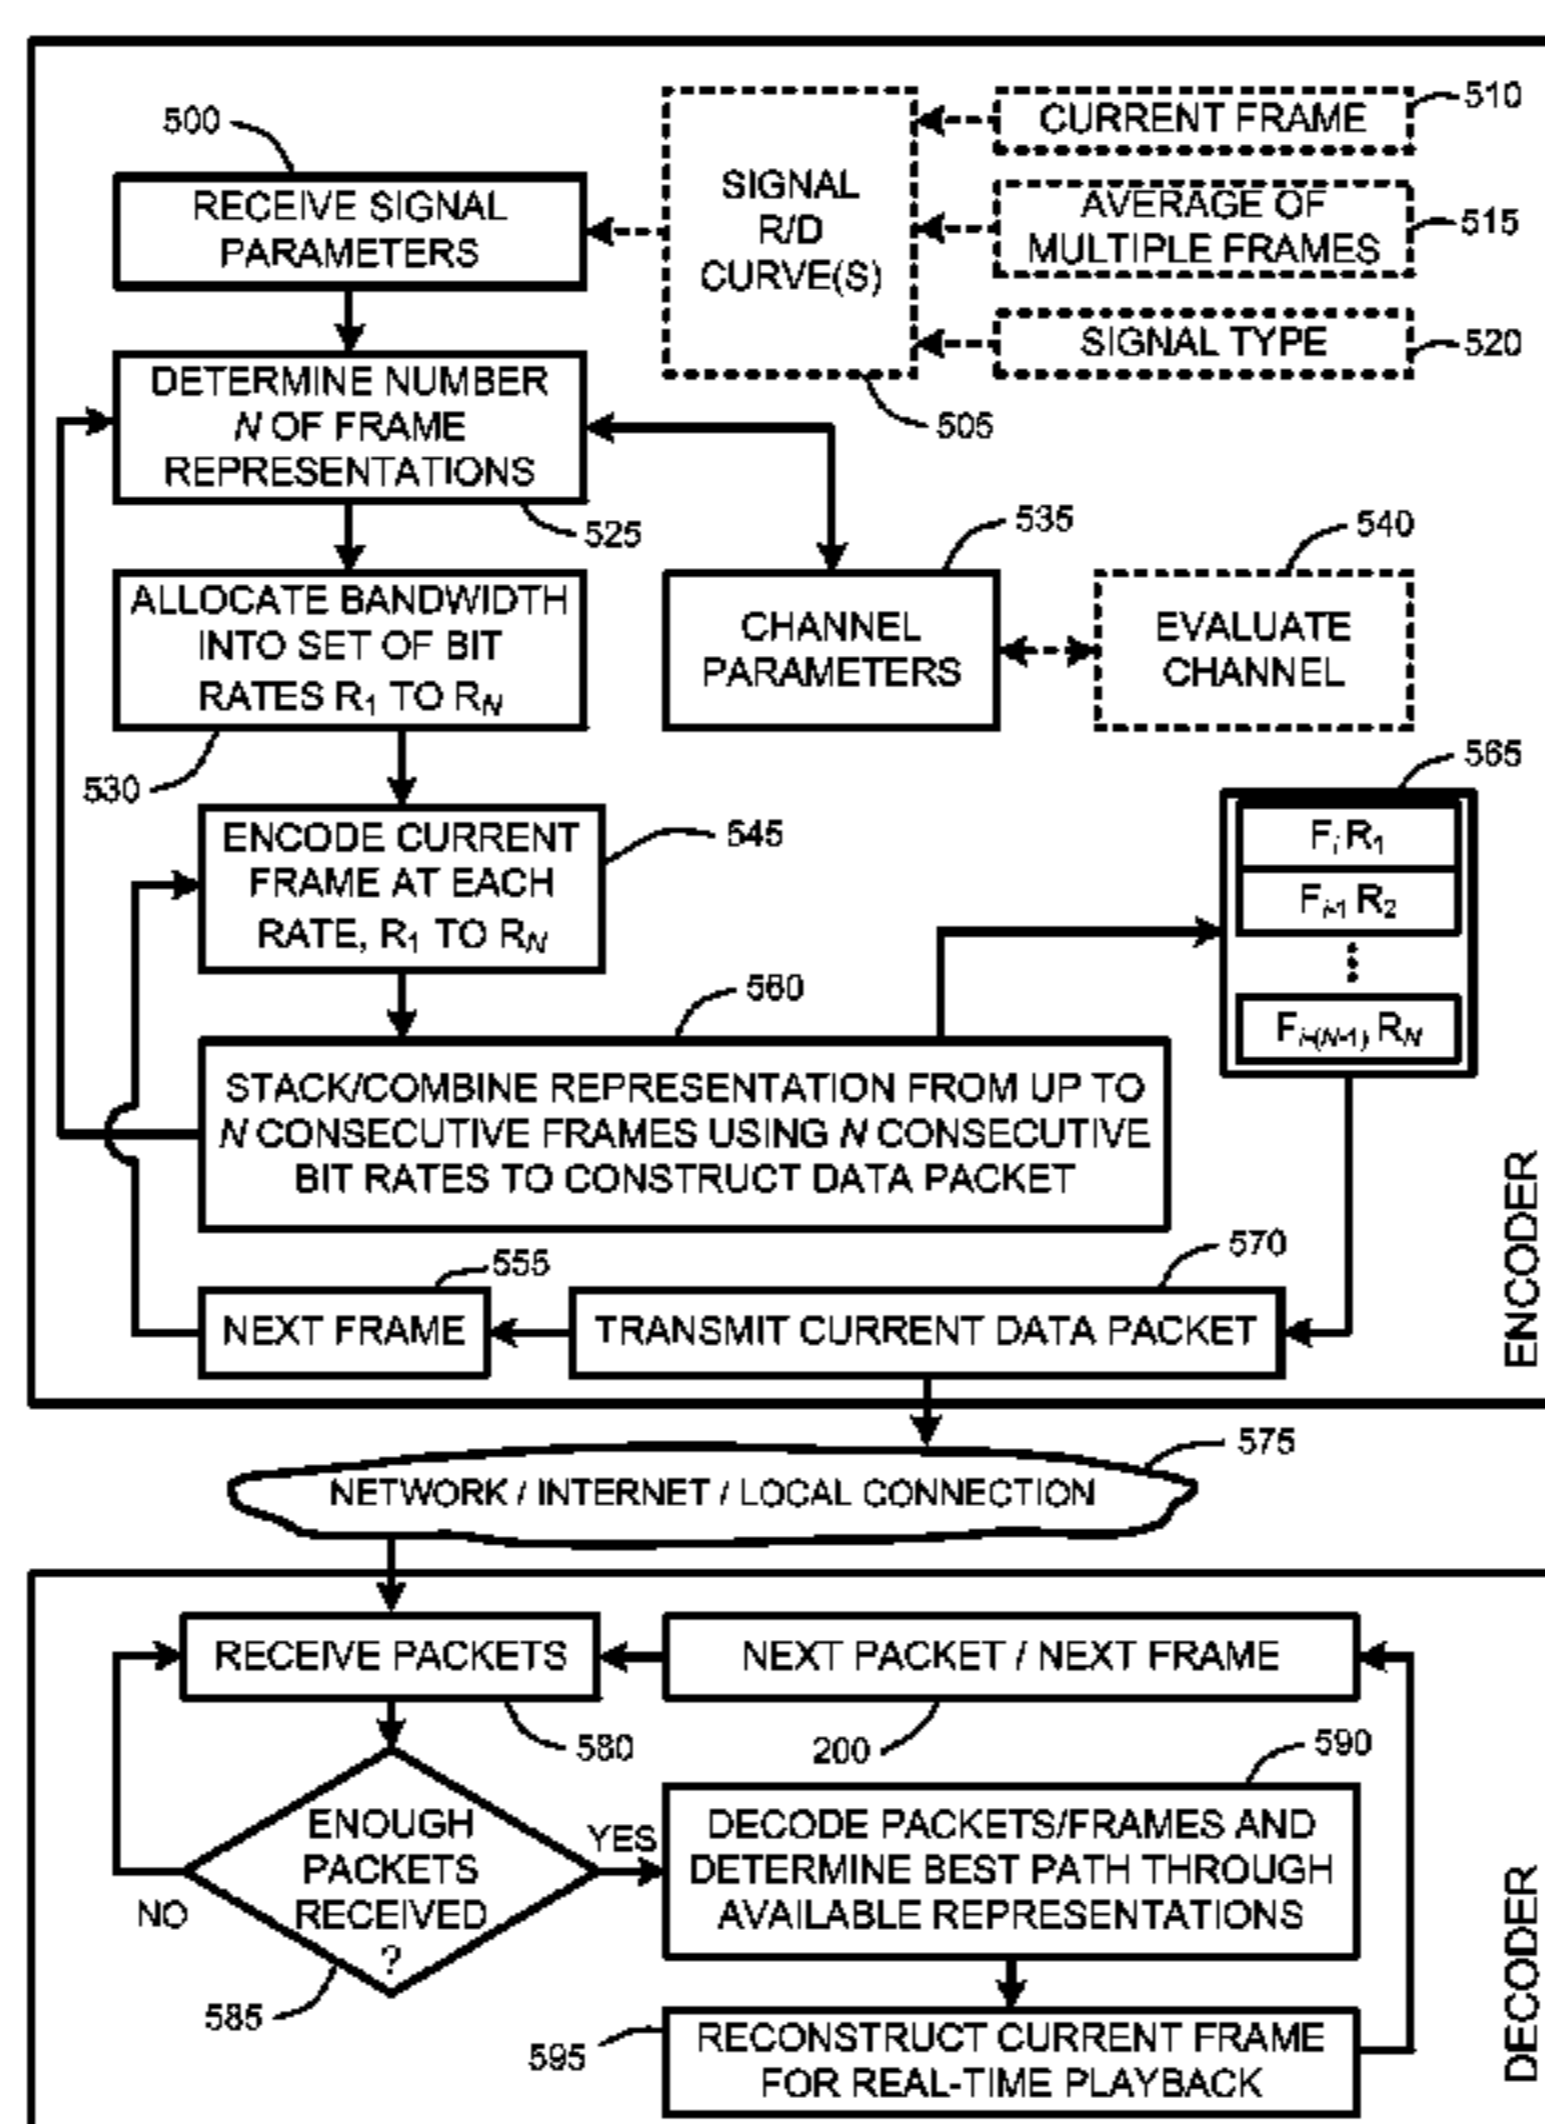 500
RECEIVE SIGNAL
PARAMETERS
SIGNAL
R/D
CURVE(S)
505
CURRENT FRAME
510
AVERAGE OF
MULTIPLE FRAMES
515
SIGNAL TYPE
520
DETERMINE NUMBER
N OF FRAME
REPRESENTATIONS
525
ALLOCATE BANDWIDTH
INTO SET OF BIT
RATES R1 TO RN
530
CHANNEL
PARAMETERS
535
EVALUATE
CHANNEL
540
ENCODE CURRENT
FRAME AT EACH
RATE, R1 TO RN
545
565
Fi R1
Fi-1 R2
Fi-(N-1) RN
560
STACK/COMBINE REPRESENTATION FROM UP TO
N CONSECUTIVE FRAMES USING N CONSECUTIVE
BIT RATES TO CONSTRUCT DATA PACKET
555
NEXT FRAME
570
TRANSMIT CURRENT DATA PACKET
ENCODER
575
NETWORK / INTERNET / LOCAL CONNECTION
RECEIVE PACKETS
580
NEXT PACKET / NEXT FRAME
200
ENOUGH
PACKETS
RECEIVED
?
NO
YES
585
590
DECODE PACKETS/FRAMES AND
DETERMINE BEST PATH THROUGH
AVAILABLE REPRESENTATIONS
595
RECONSTRUCT CURRENT FRAME
FOR REAL-TIME PLAYBACK
DECODER